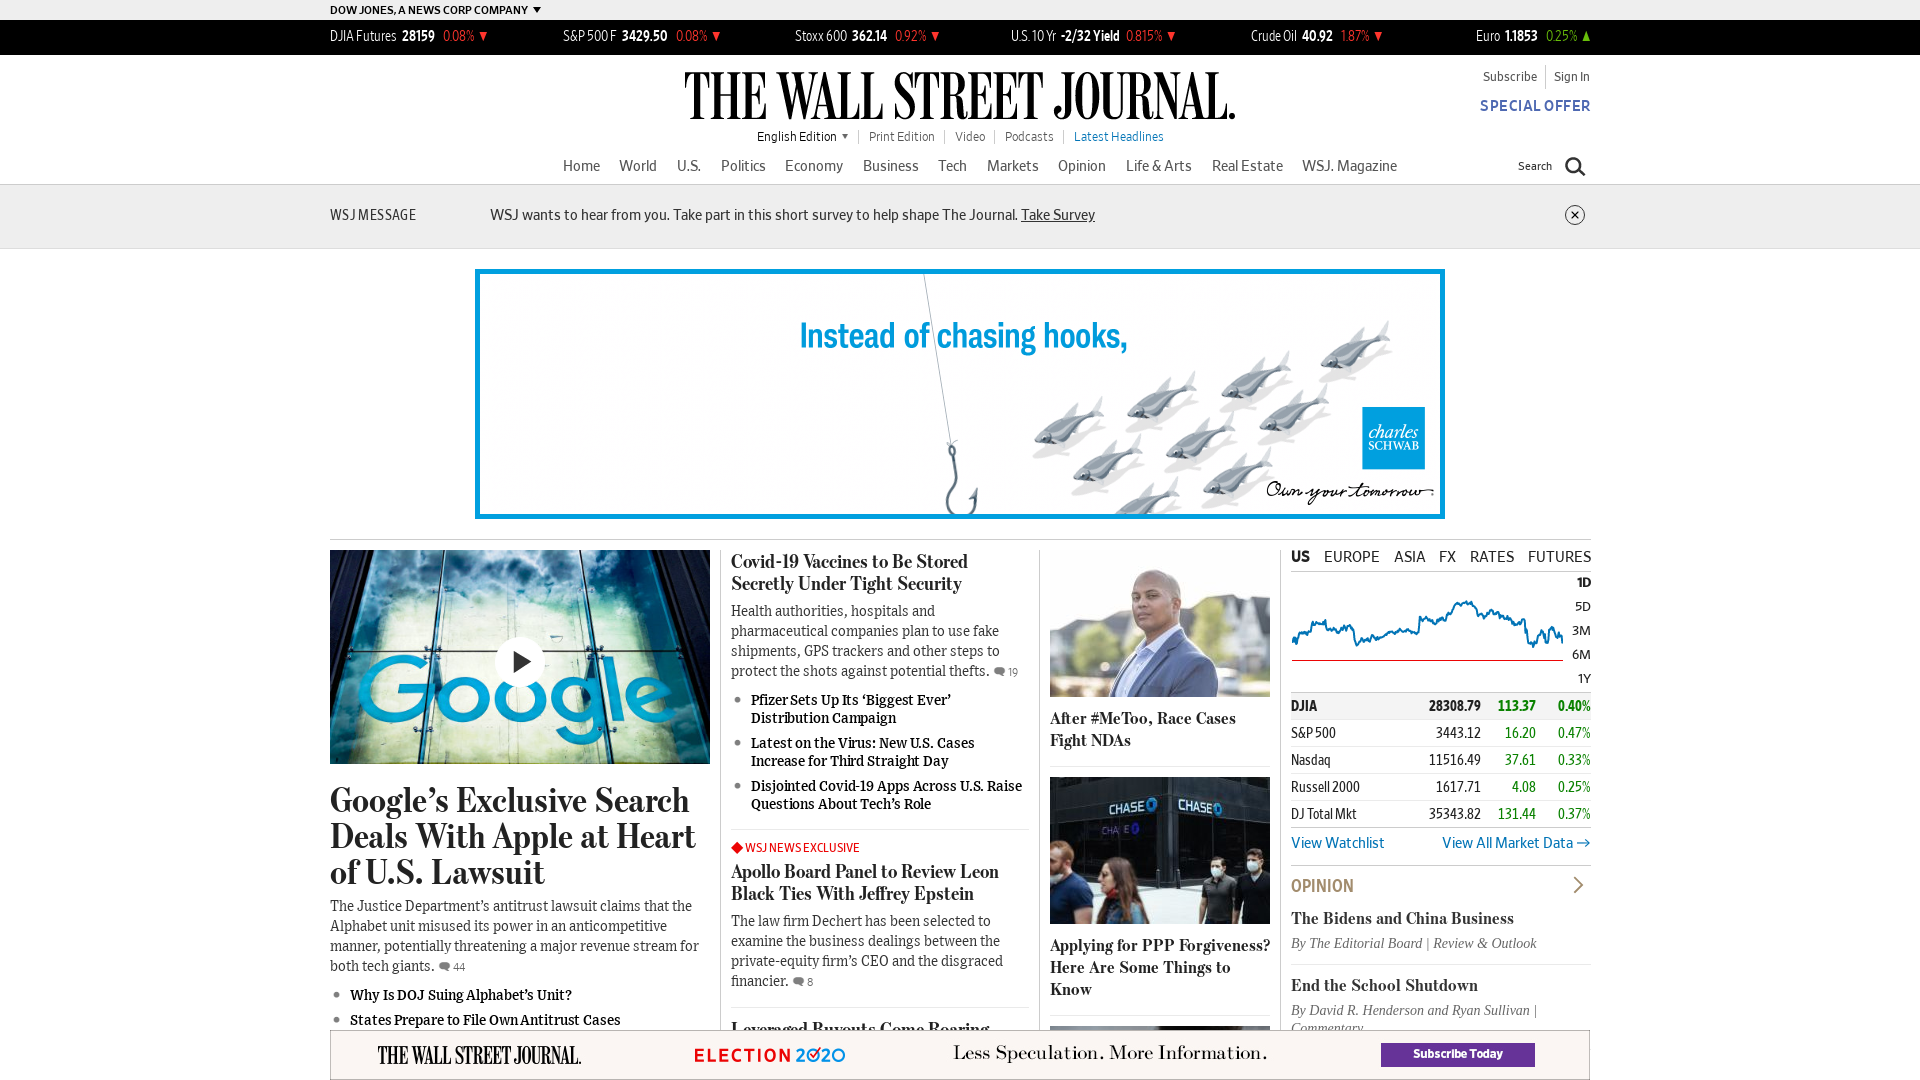 DOW JONES, A NEWS CORP COMPANY
DJIA Futures 28159 0.08%
S&P 500 F 3429.50 0.08%
Stoxx 600 362.14 0.92%
U.S. 10 Yr -2/32 Yield 0.815%
Crude Oil 40.92 1.87%
Euro 1.1853 0.25%
THE WALL STREET JOURNAL.
Subscribe
Sign In
SPECIAL OFFER
English Edition
Print Edition
Video
Podcasts
Latest Headlines
Home World U.S. Politics Economy Business Tech Markets Opinion Life & Arts Real Estate WSJ. Magazine
Search
WSJ MESSAGE
WSJ wants to hear from you. Take part in this short survey to help shape The Journal. Take Survey
Instead of chasing hooks,
charles
SCHWAB
Own your tomorrow
Google
Google's Exclusive Search
Deals With Apple at Heart
of U.S. Lawsuit
The Justice Department's antitrust lawsuit claims that the
Alphabet unit misused its power in an anticompetitive
manner, potentially threatening a major revenue stream for
both tech giants. 44
Why Is DOJ Suing Alphabet's Unit?
States Prepare to File Own Antitrust Cases
Covid-19 Vaccines to Be Stored
Secretly Under Tight Security
Health authorities, hospitals and
pharmaceutical companies plan to use fake
shipments, GPS trackers and other steps to
protect the shots against potential thefts. 19
Pfizer Sets Up Its ‘Biggest Ever’
Distribution Campaign
Latest on the Virus: New U.S. Cases
Increase for Third Straight Day
Disjointed Covid-19 Apps Across U.S. Raise
Questions About Tech's Role
WSJ NEWS EXCLUSIVE
Apollo Board Panel to Review Leon
Black Ties With Jeffrey Epstein
The law firm Dechert has been selected to
examine the business dealings between the
private-equity firm's CEO and the disgraced
financier. 8
Leveraged Buyouts Come Roaring
After #MeToo, Race Cases
Fight NDAs
CHASE
CHASE
CHASE
Applying for PPP Forgiveness?
Here Are Some Things to
Know
US EUROPE ASIA FX RATES FUTURES
1D
5D
3M
6M
1Y
DJIA 28308.79 113.37 0.40%
S&P 500 3443.12 16.20 0.47%
Nasdaq 11516.49 37.61 0.33%
Russell 2000 1617.71 4.08 0.25%
DJ Total Mkt 35343.82 131.44 0.37%
View Watchlist
View All Market Data
OPINION
The Bidens and China Business
By The Editorial Board | Review & Outlook
End the School Shutdown
By David R. Henderson and Ryan Sullivan |
Commentary
THE WALL STREET JOURNAL.
ELECTION 2020
Less Speculation. More Information.
Subscribe Today